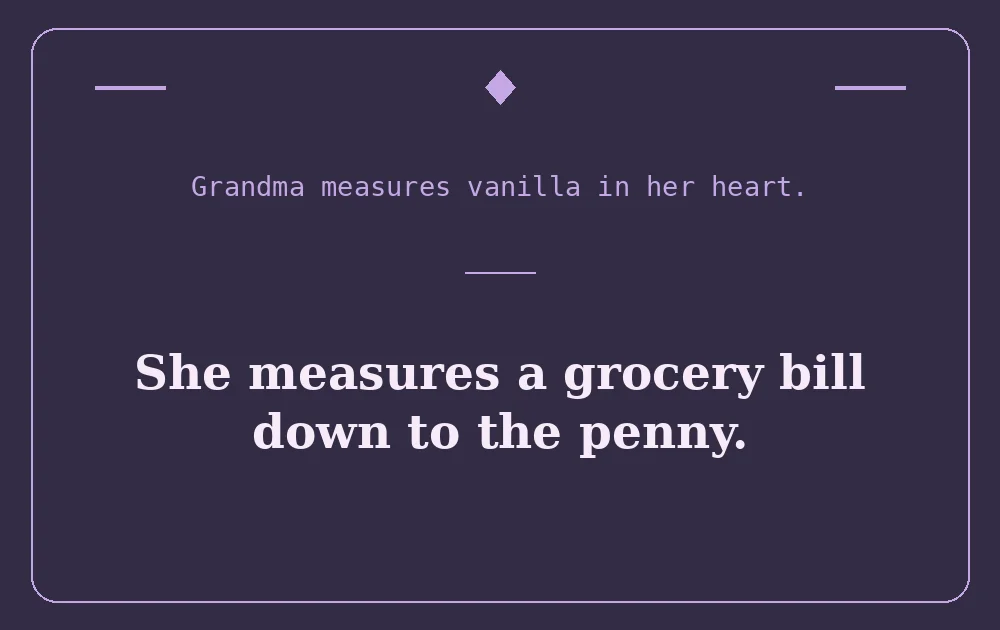 Grandma measures vanilla in her heart.
She measures a grocery bill
down to the penny.